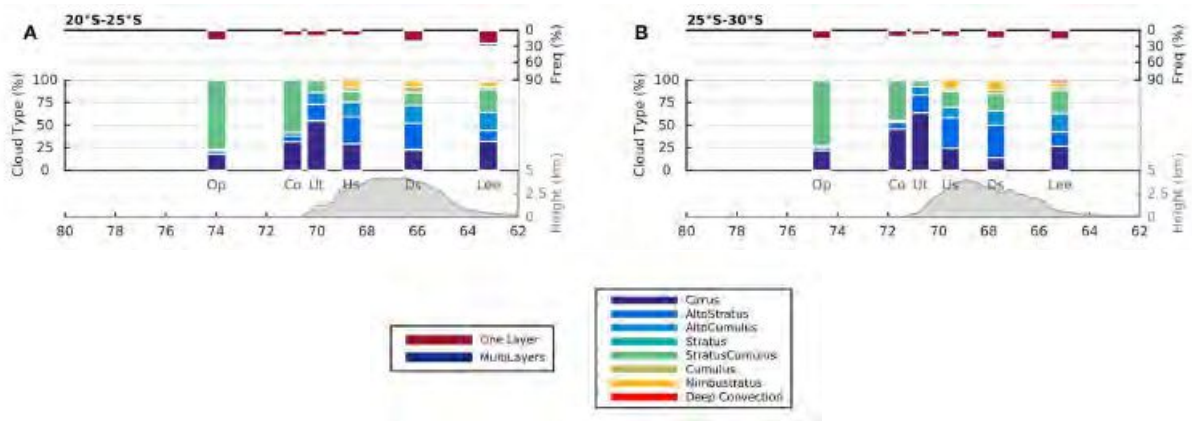 A
20°S-25°S
0
30
60
90
Freq (%)
100
75
50
25
0
Cloud Type (%)
Op Co Ut Hs Ds Lee
5
2.5
0
Height (km)
80 78 76 74 72 70 68 66 64 62
B
25°S-30°S
0
30
60
90
Freq (%)
100
75
50
25
0
Cloud Type (%)
Op Co Ut Us Ds Lee
5
2.5
0
Height (km)
80 78 76 74 72 70 68 66 64 62
One Layer
MultiLayers
Cirrus
AltoStratus
AltoCumulus
Stratus
StratusCumulus
Cumulus
Nimbustratus
Deep Convection